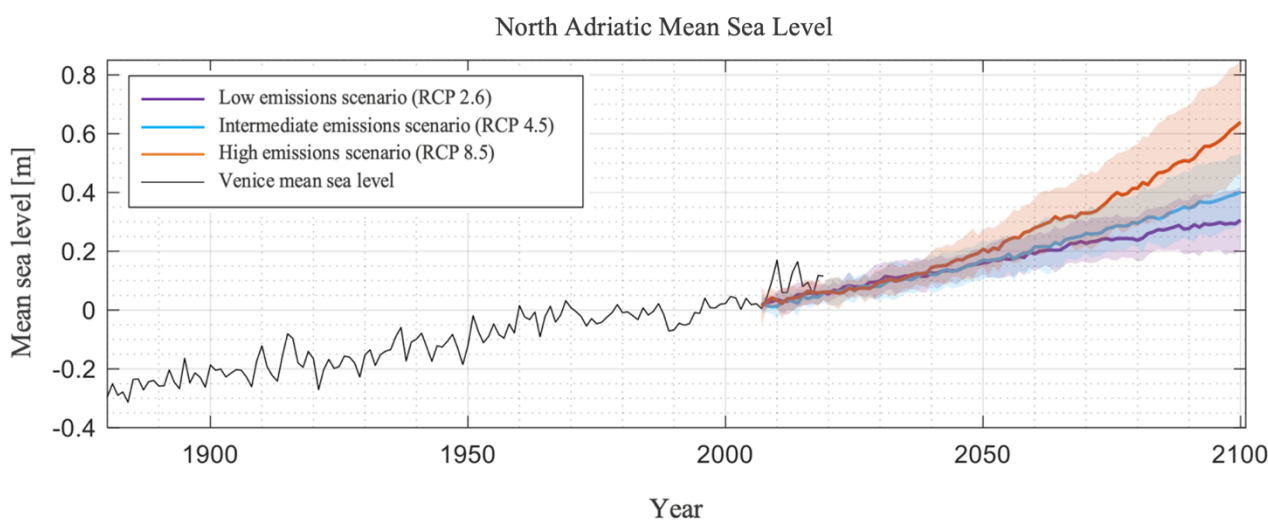 North Adriatic Mean Sea Level
Low emissions scenario (RCP 2.6)
Intermediate emissions scenario (RCP 4.5)
High emissions scenario (RCP 8.5)
Venice mean sea level
Mean sea level [m]
0.8
0.6
0.4
0.2
0
-0.2
-0.4
1900 1950 2000 2050 2100
Year